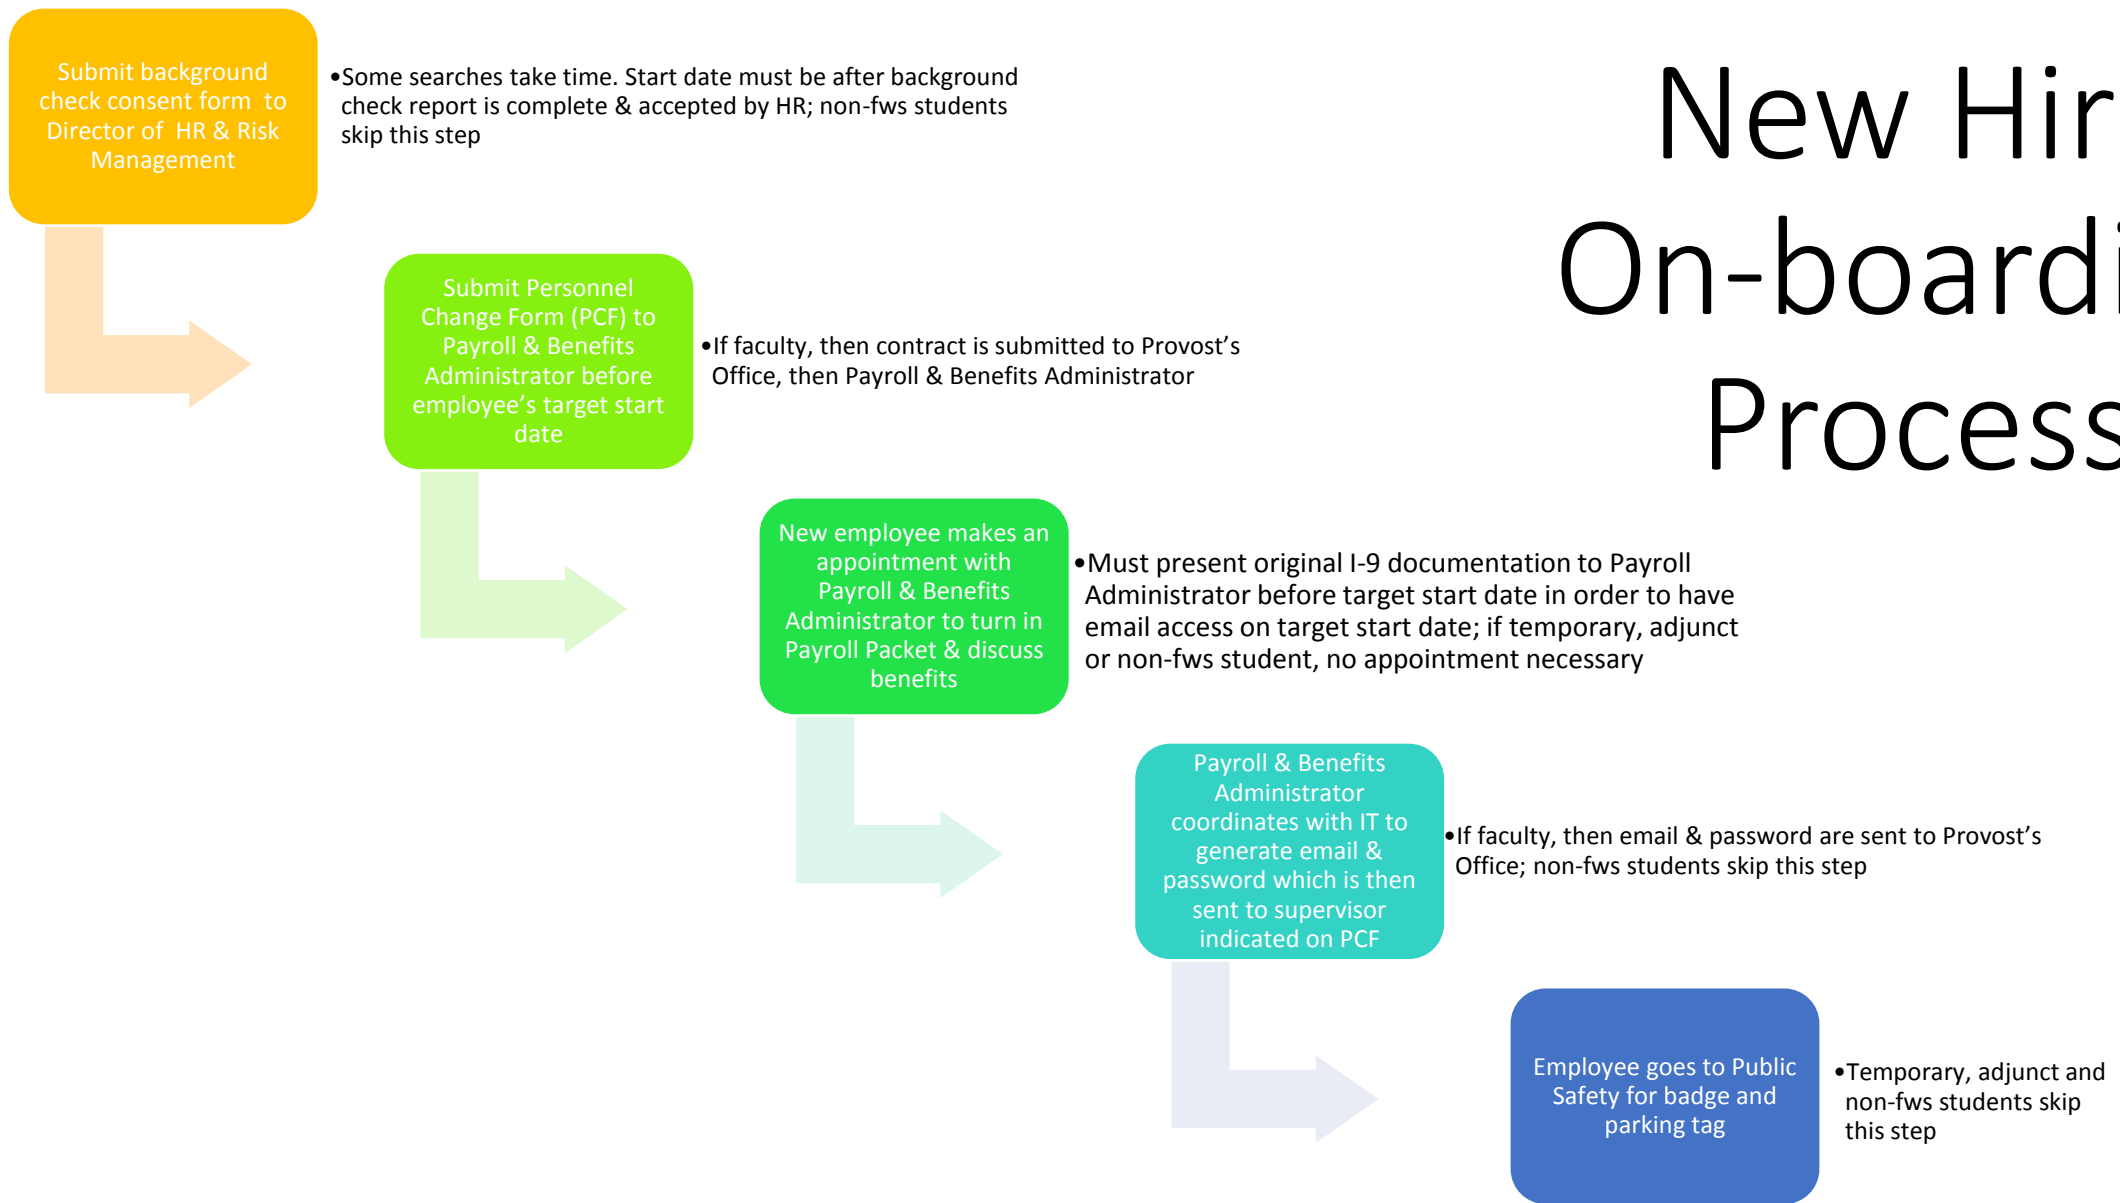 New Hir
On-boardi
Process
Submit background
check consent form to
Director of HR & Risk
Management
•Some searches take time. Start date must be after background
check report is complete & accepted by HR; non-fws students
skip this step
Submit Personnel
Change Form (PCF) to
Payroll & Benefits
Administrator before
employee’s target start
date
•If faculty, then contract is submitted to Provost’s
Office, then Payroll & Benefits Administrator
New employee makes an
appointment with
Payroll & Benefits
Administrator to turn in
Payroll Packet & discuss
benefits
•Must present original I-9 documentation to Payroll
Administrator before target start date in order to have
email access on target start date; if temporary, adjunct
or non-fws student, no appointment necessary
Payroll & Benefits
Administrator
coordinates with IT to
generate email &
password which is then
sent to supervisor
indicated on PCF
•If faculty, then email & password are sent to Provost’s
Office; non-fws students skip this step
Employee goes to Public
Safety for badge and
parking tag
•Temporary, adjunct and
non-fws students skip
this step